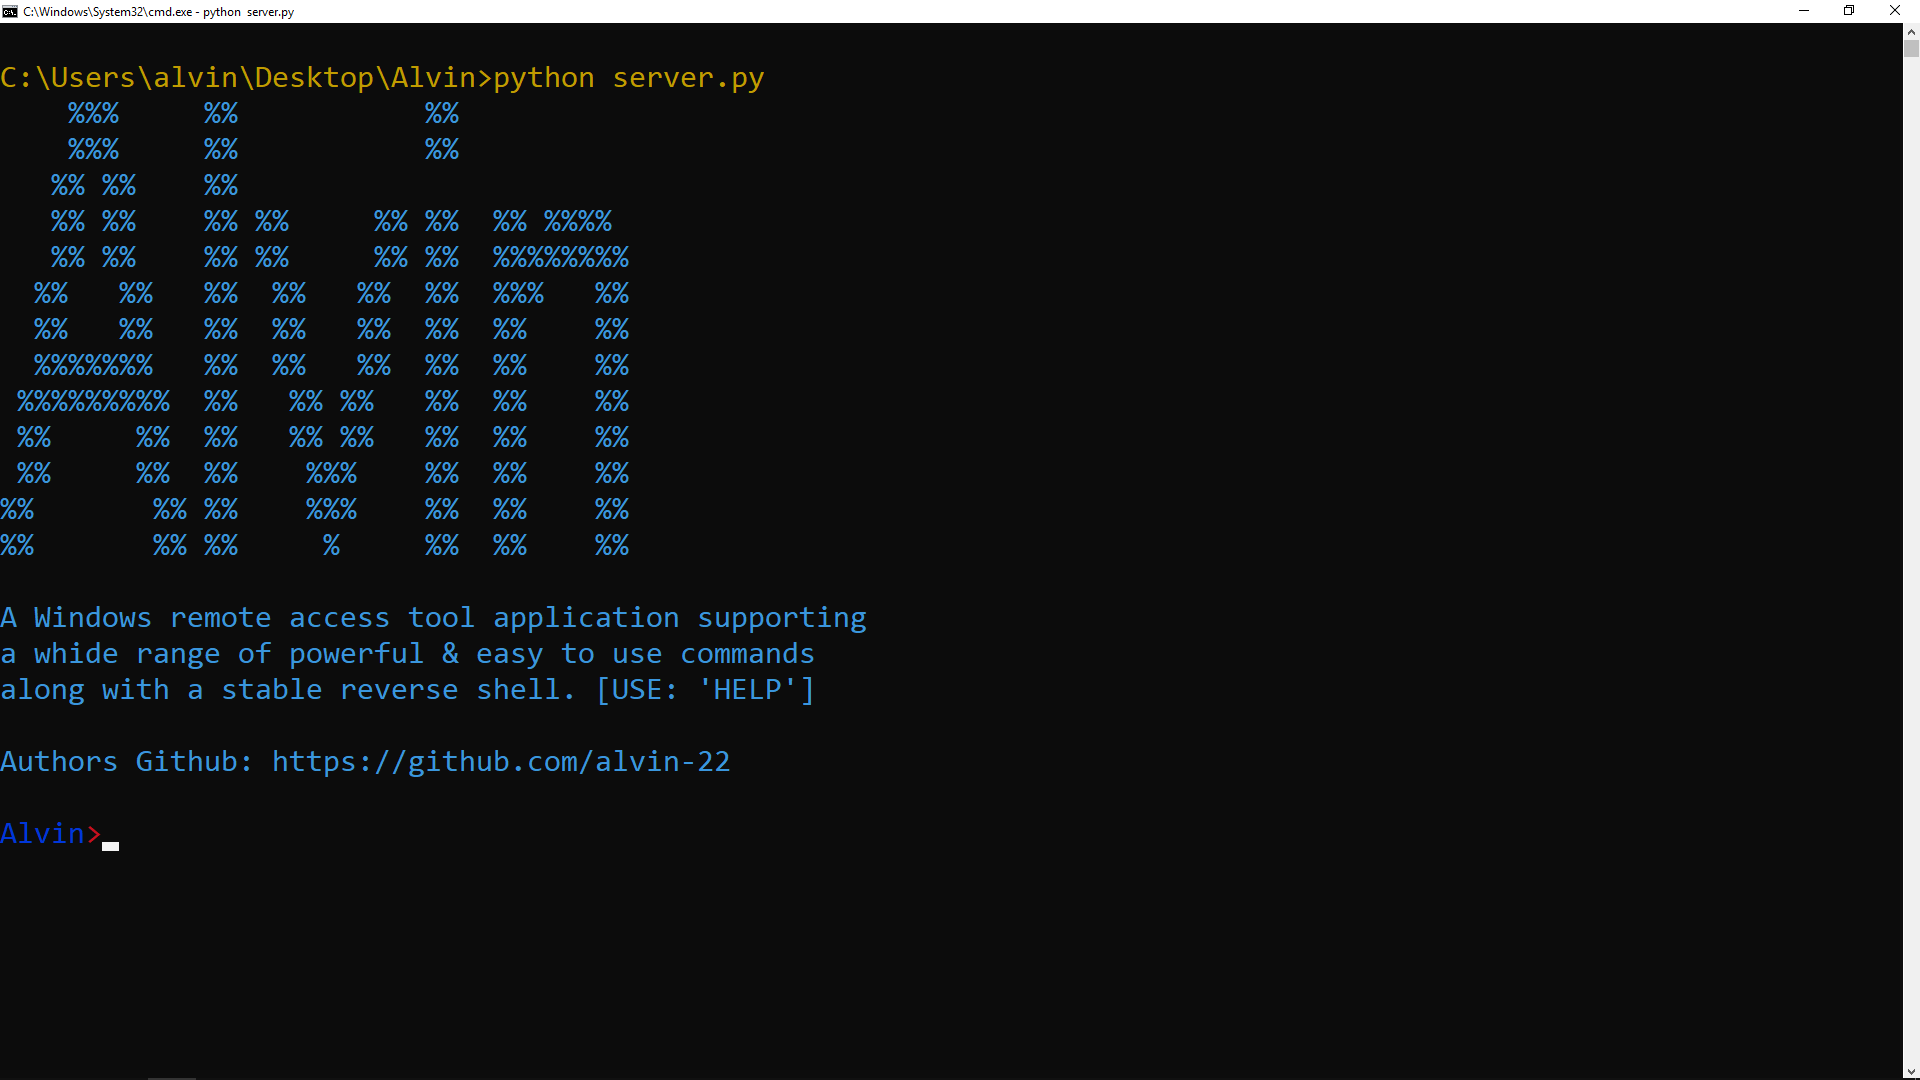 C:\Windows\System32\cmd.exe - python  server.py
C:\Users\alvin\Desktop\Alvin>python server.py
    %%%     %%           %%
    %%%     %%           %%
   %% %%    %%
   %% %%    %% %%     %% %%  %% %%%%
   %% %%    %% %%     %% %%  %%%%%%%%
  %%   %%   %%  %%   %%  %%  %%%   %%
  %%   %%   %%  %%   %%  %%  %%    %%
  %%%%%%%   %%  %%   %%  %%  %%    %%
 %%%%%%%%%  %%   %% %%   %%  %%    %%
 %%     %%  %%   %% %%   %%  %%    %%
 %%     %%  %%    %%%    %%  %%    %%
%%       %% %%    %%%    %%  %%    %%
%%       %% %%     %     %%  %%    %%
A Windows remote access tool application supporting
a whide range of powerful & easy to use commands
along with a stable reverse shell. [USE: 'HELP']
Authors Github: https://github.com/alvin-22
Alvin>